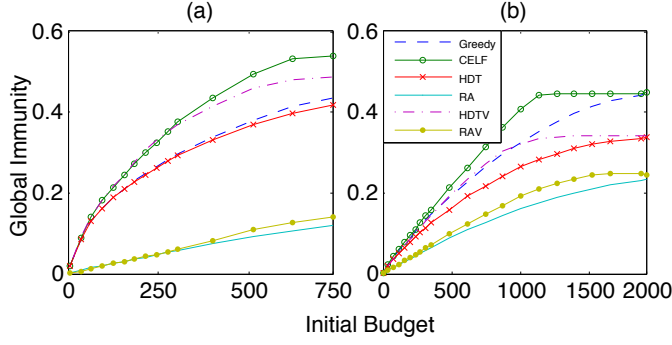 (a)
(b)
0.6
0.4
0.2
0
0
250
500
750
0.6
0.4
0.2
0
0
500
1000
1500
2000
Greedy
CELF
HDT
RA
HDTV
RAV
Global Immunity
Initial Budget